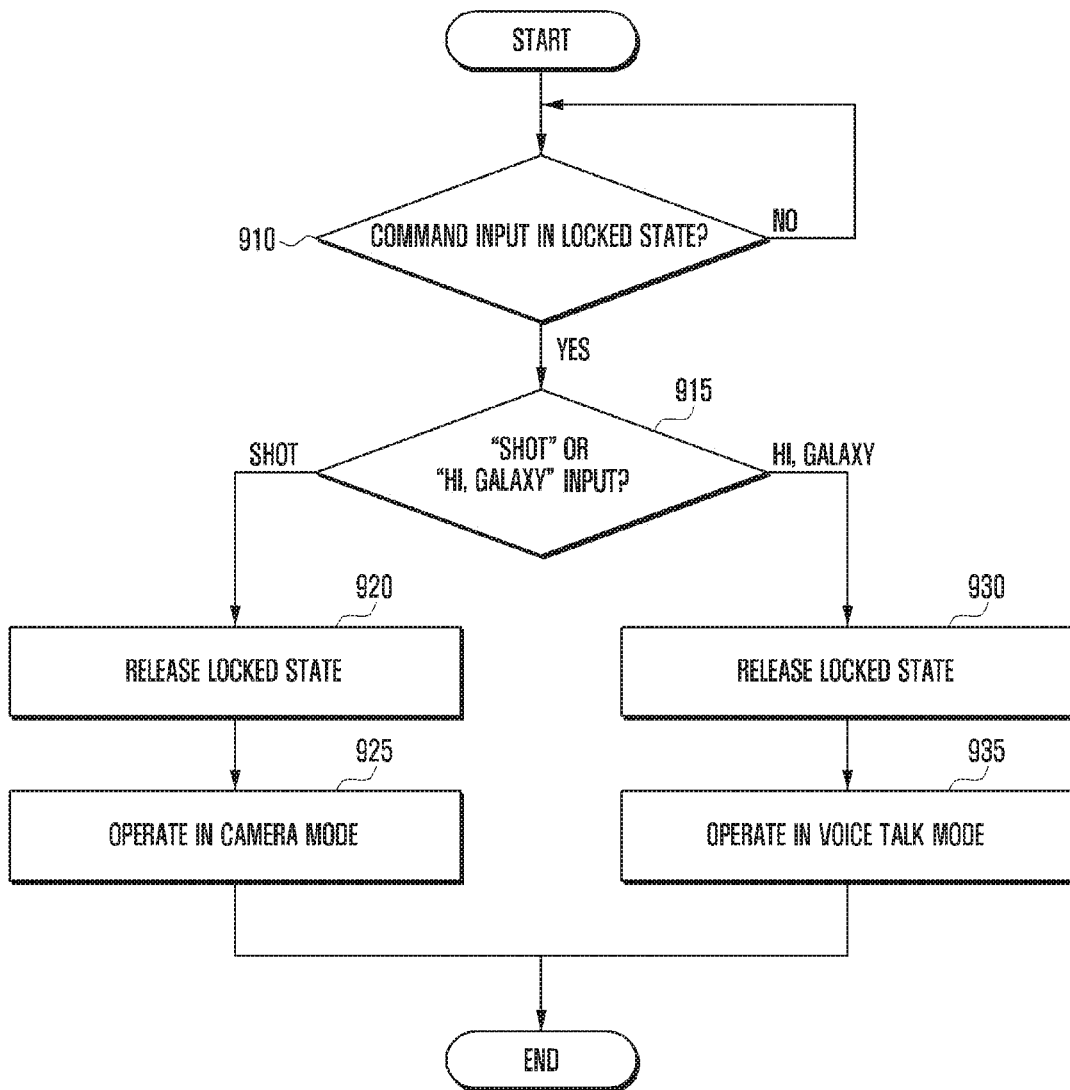 START
910
COMMAND INPUT IN LOCKED STATE?
NO
YES
915
SHOT
"SHOT" OR
"HI, GALAXY" INPUT?
HI, GALAXY
920
RELEASE LOCKED STATE
930
RELEASE LOCKED STATE
925
OPERATE IN CAMERA MODE
935
OPERATE IN VOICE TALK MODE
END